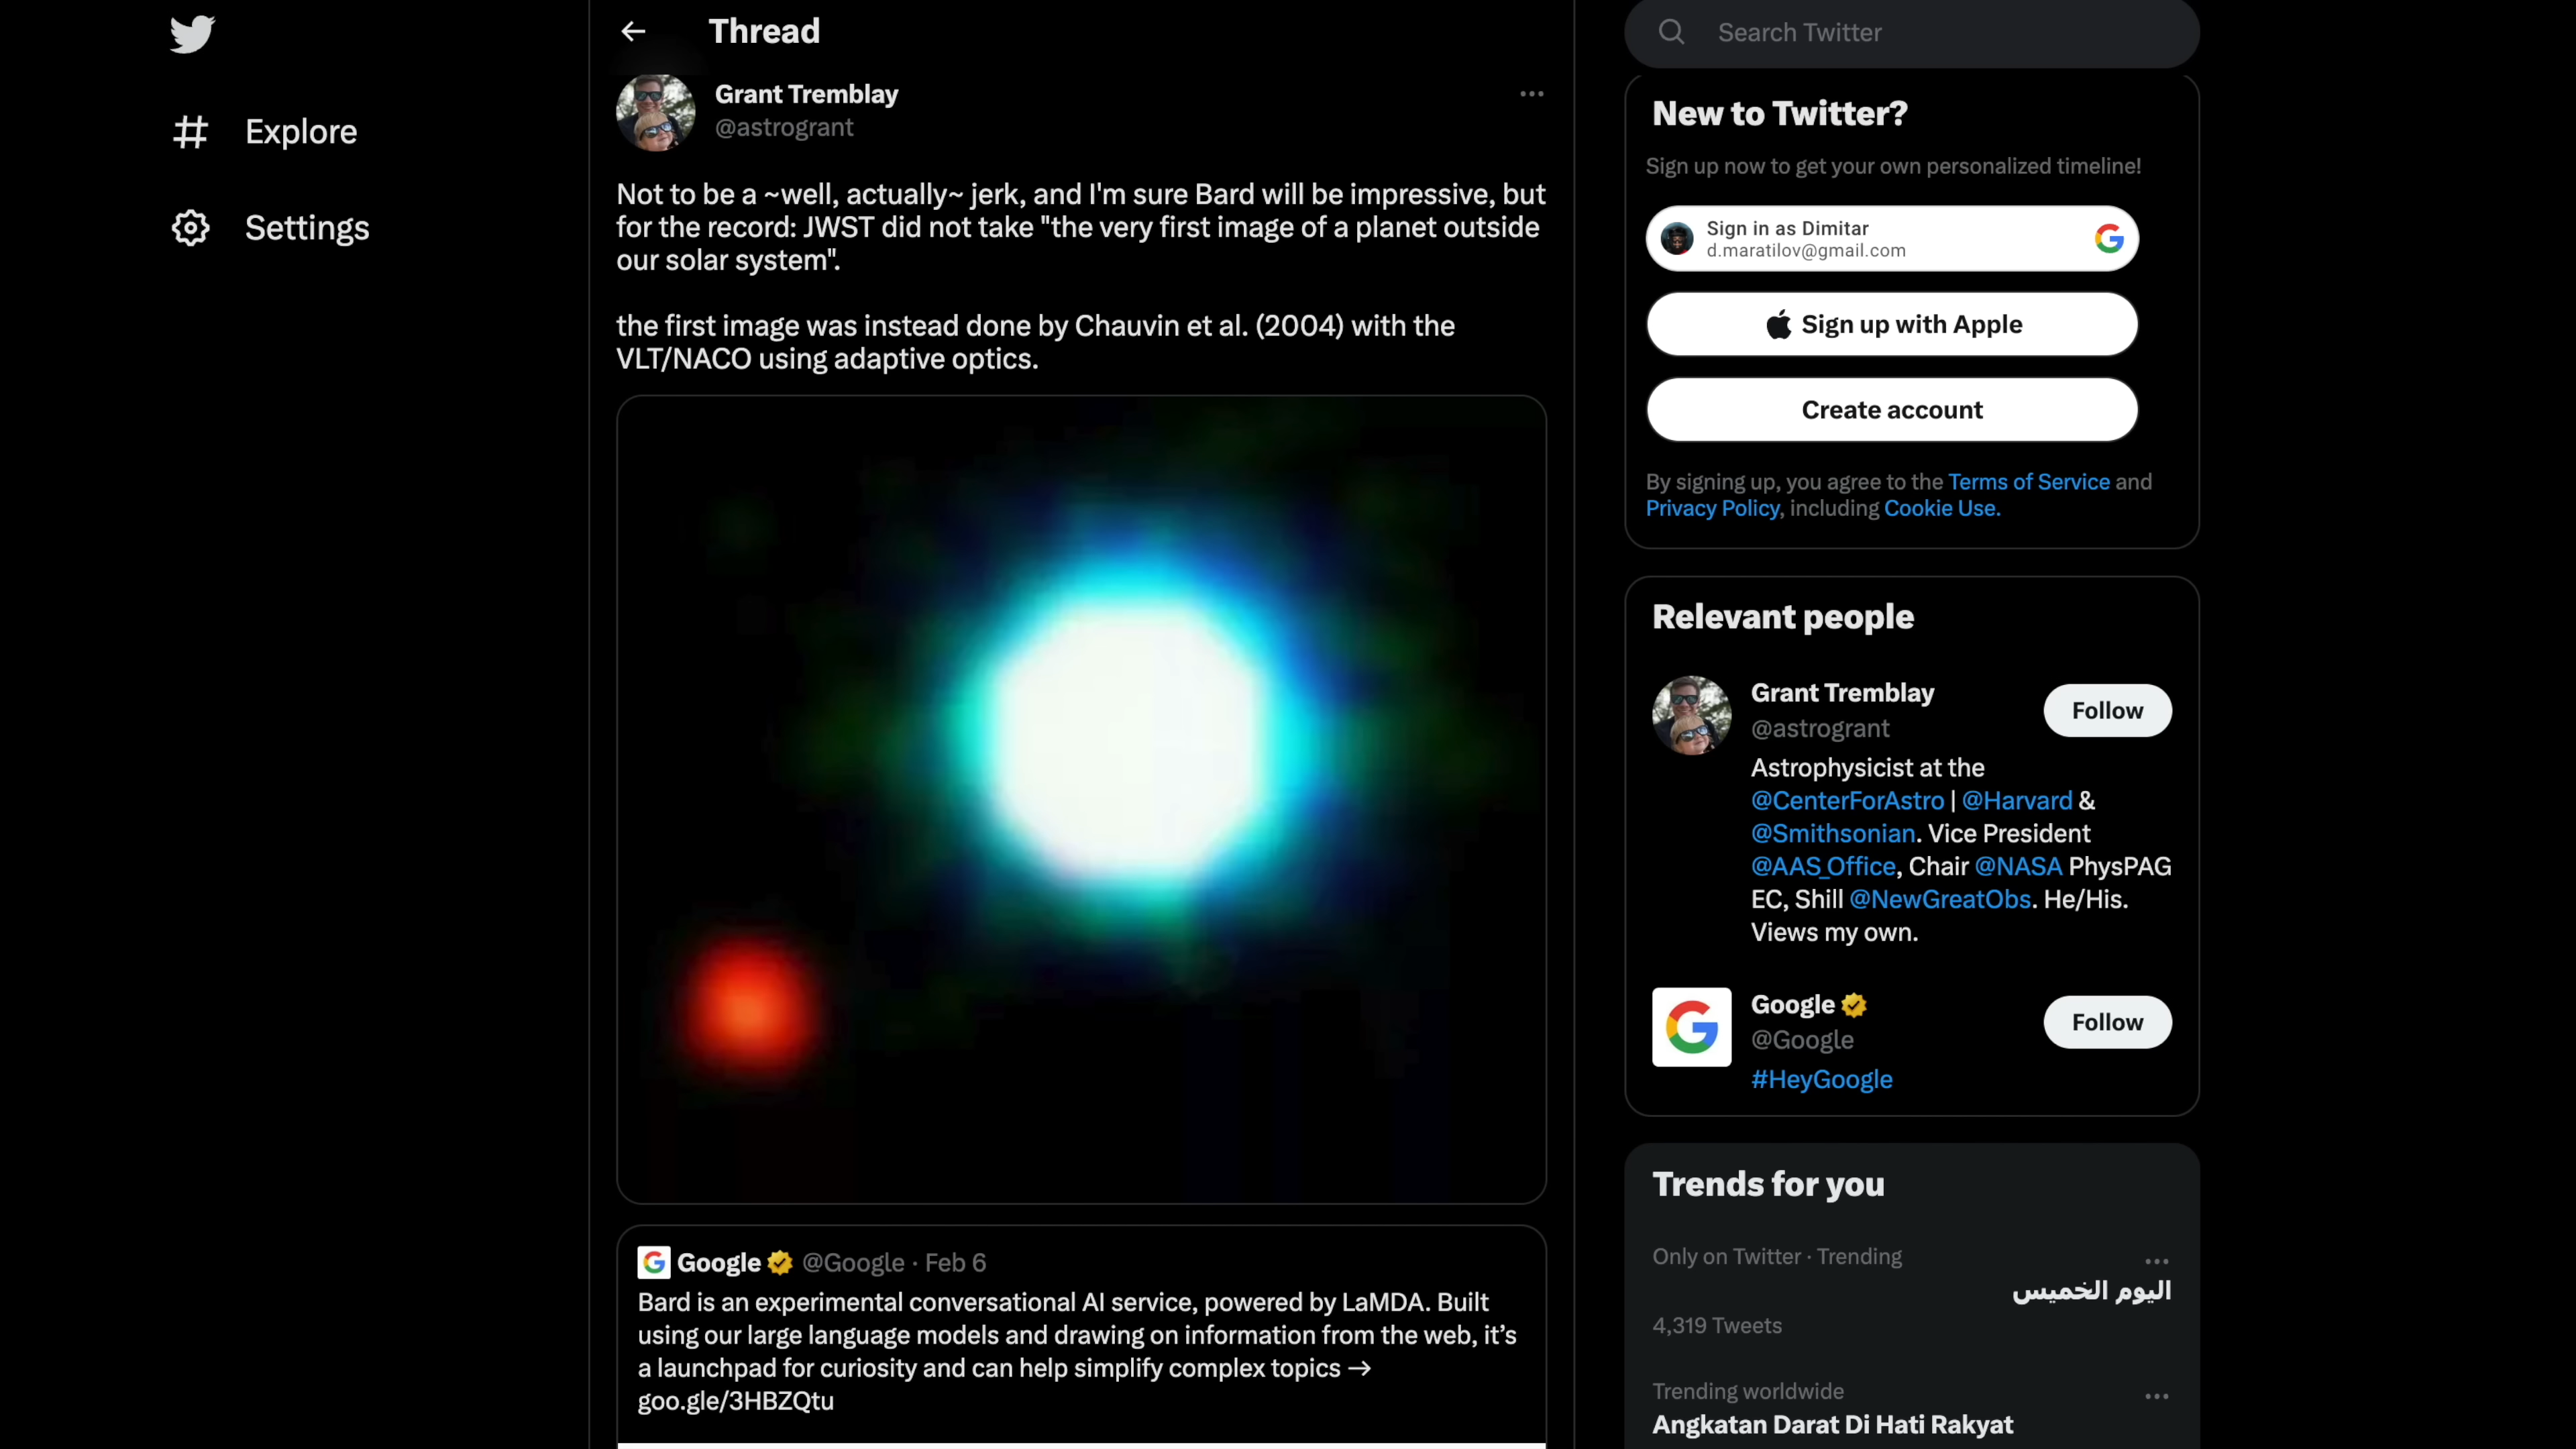 Explore
Settings
Thread
Grant Tremblay
@astrogrant
Not to be a ~well, actually~ jerk, and I'm sure Bard will be impressive, but
for the record: JWST did not take "the very first image of a planet outside
our solar system".
the first image was instead done by Chauvin et al. (2004) with the
VLT/NACO using adaptive optics.
Google @Google · Feb 6
Bard is an experimental conversational AI service, powered by LaMDA. Built
using our large language models and drawing on information from the web, it’s
a launchpad for curiosity and can help simplify complex topics →
goo.gle/3HBZQtu
Search Twitter
New to Twitter?
Sign up now to get your own personalized timeline!
Sign in as Dimitar
d.maratilov@gmail.com
Sign up with Apple
Create account
By signing up, you agree to the Terms of Service and
Privacy Policy, including Cookie Use.
Relevant people
Grant Tremblay
@astrogrant
Follow
Astrophysicist at the
@CenterForAstro | @Harvard &
@Smithsonian. Vice President
@AAS_Office, Chair @NASA PhysPAG
EC, Shill @NewGreatObs. He/His.
Views my own.
Google
@Google
Follow
#HeyGoogle
Trends for you
Only on Twitter · Trending
اليوم الخميس
4,319 Tweets
Trending worldwide
Angkatan Darat Di Hati Rakyat